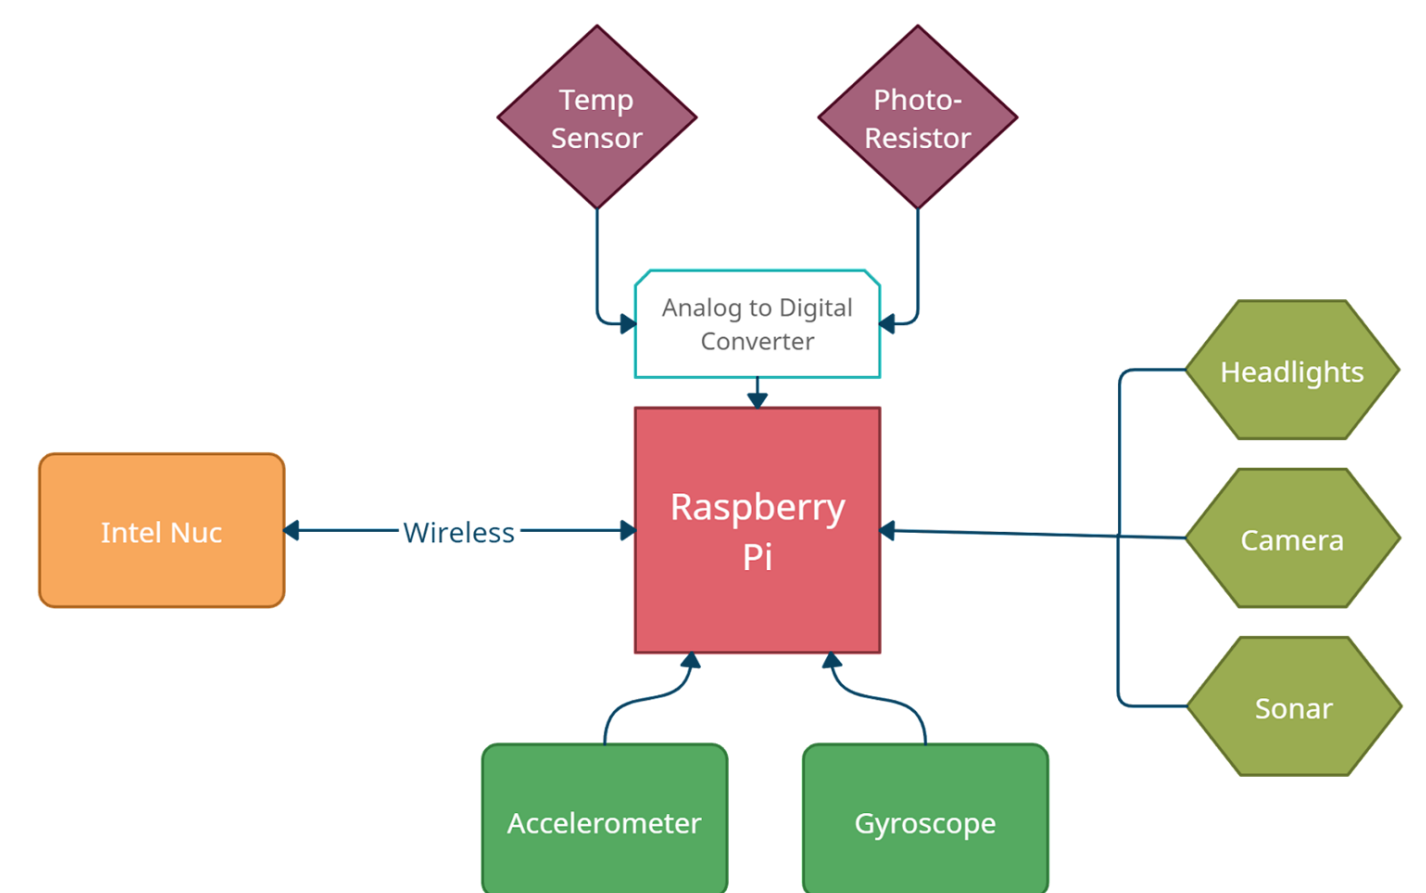 Temp
Sensor
Photo-
Resistor
Analog to Digital
Converter
Headlights
Intel Nuc
Wireless
Raspberry
Pi
Camera
Sonar
Accelerometer
Gyroscope